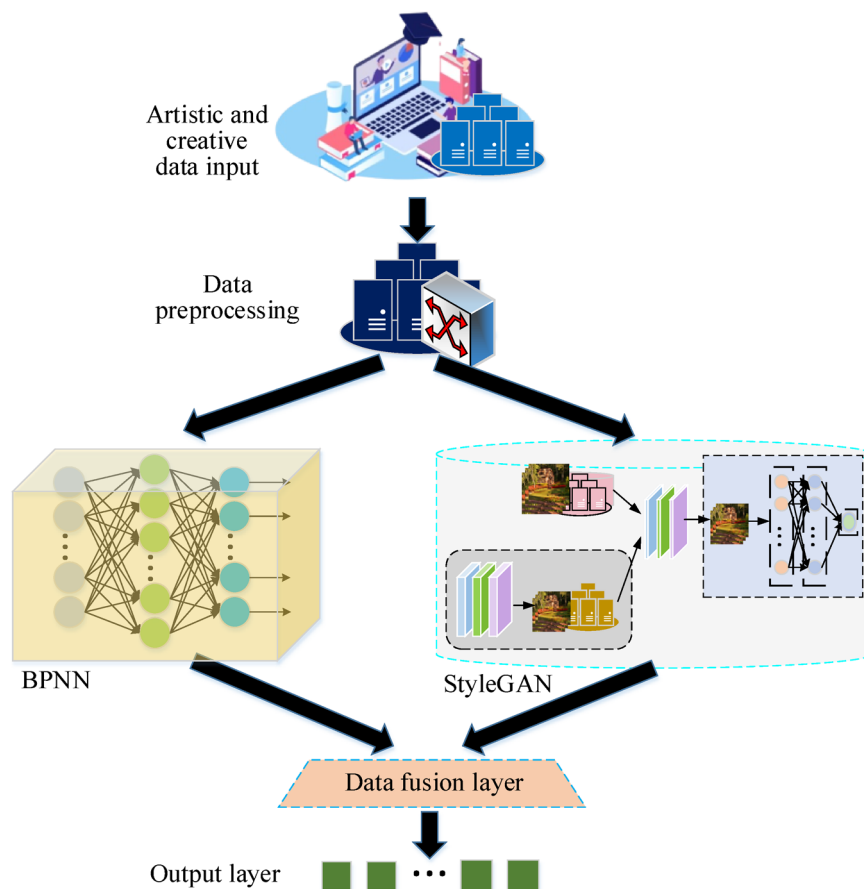 Artistic and
creative
data input
Data
preprocessing
BPNN
StyleGAN
Data fusion layer
Output layer